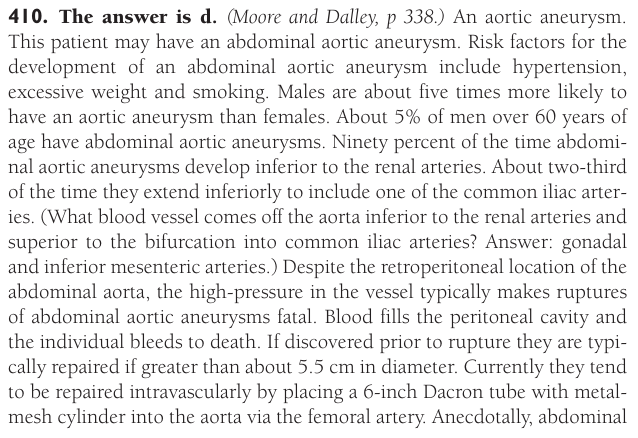 410. The answer is d. (Moore and Dalley, p 338.) An aortic aneurysm.
This patient may have an abdominal aortic aneurysm. Risk factors for the
development of an abdominal aortic aneurysm include hypertension,
excessive weight and smoking. Males are about five times more likely to
have an aortic aneurysm than females. About 5% of men over 60 years of
age have abdominal aortic aneurysms. Ninety percent of the time abdomi-
nal aortic aneurysms develop inferior to the renal arteries. About two-third
of the time they extend inferiorly to include one of the common iliac arter-
ies. (What blood vessel comes off the aorta inferior to the renal arteries and
superior to the bifurcation into common iliac arteries? Answer: gonadal
and inferior mesenteric arteries.) Despite the retroperitoneal location of the
abdominal aorta, the high-pressure in the vessel typically makes ruptures
of abdominal aortic aneurysms fatal. Blood fills the peritoneal cavity and
the individual bleeds to death. If discovered prior to rupture they are typi-
cally repaired if greater than about 5.5 cm in diameter. Currently they tend
to be repaired intravascularly by placing a 6-inch Dacron tube with metal-
mesh cylinder into the aorta via the femoral artery. Anecdotally, abdominal